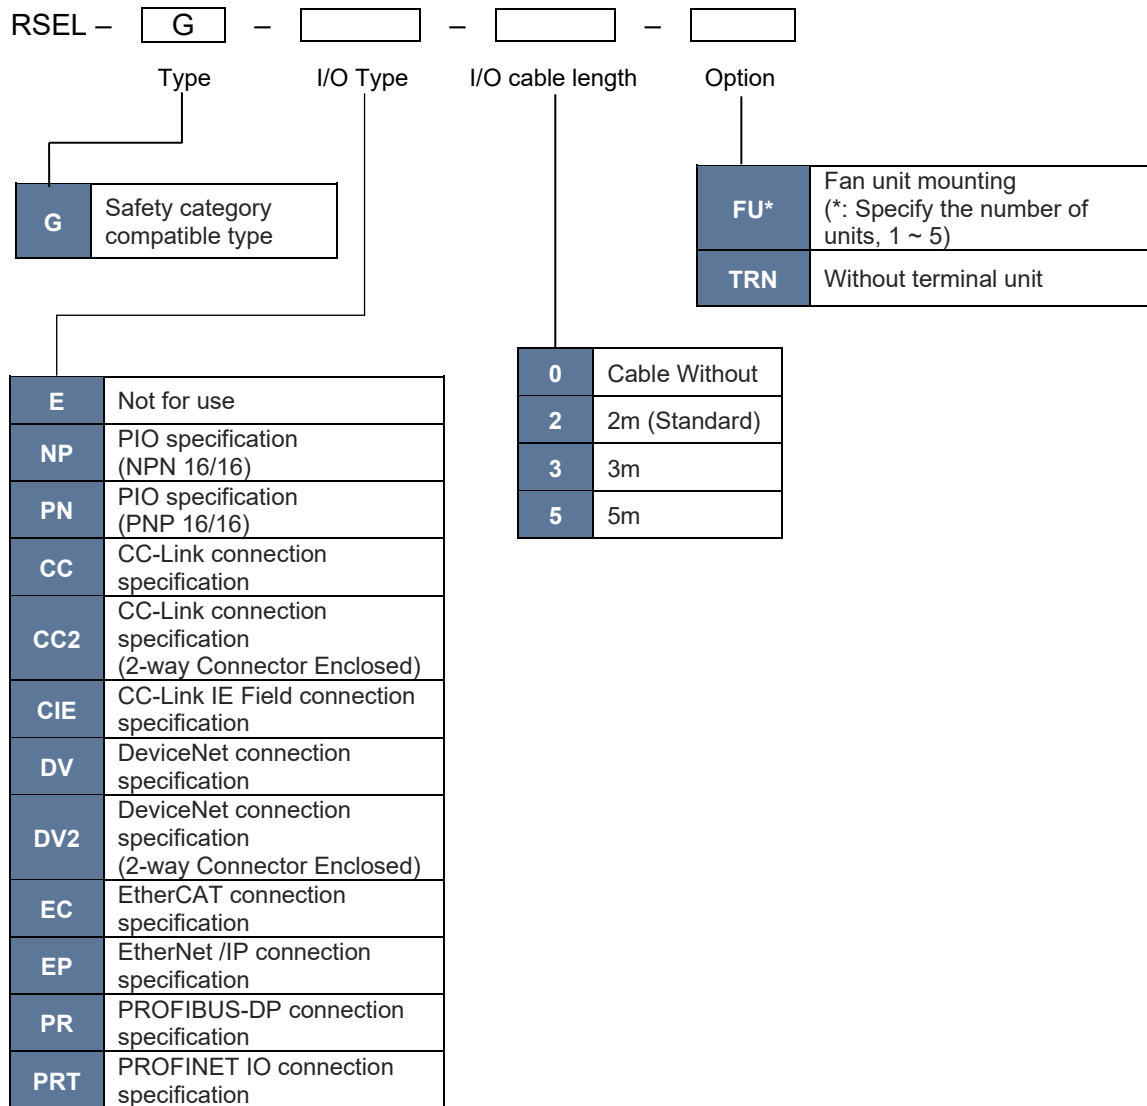 RSEL – G – – –
Type I/O Type I/O cable length Option
G Safety category
compatible type
FU* Fan unit mounting
(*: Specify the number of
units, 1 ~ 5)
TRN Without terminal unit
0 Cable Without
2 2m (Standard)
3 3m
5 5m
E Not for use
NP PIO specification
(NPN 16/16)
PN PIO specification
(PNP 16/16)
CC CC-Link connection
specification
CC2 CC-Link connection
specification
(2-way Connector Enclosed)
CIE CC-Link IE Field connection
specification
DV DeviceNet connection
specification
DV2 DeviceNet connection
specification
(2-way Connector Enclosed)
EC EtherCAT connection
specification
EP EtherNet /IP connection
specification
PR PROFIBUS-DP connection
specification
PRT PROFINET IO connection
specification